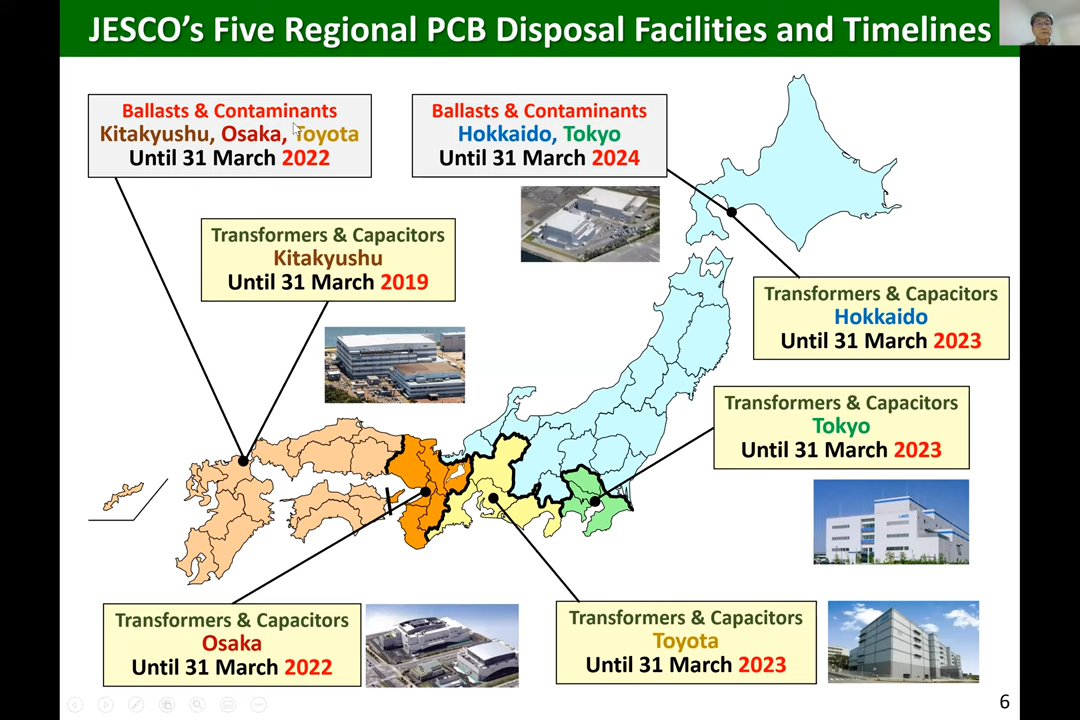 JESCO's Five Regional PCB Disposal Facilities and Timelines
Ballasts & Contaminants
Kitakyushu, Osaka, Toyota
Until 31 March 2022
Ballasts & Contaminants
Hokkaido, Tokyo
Until 31 March 2024
Transformers & Capacitors
Kitakyushu
Until 31 March 2019
Transformers & Capacitors
Hokkaido
Until 31 March 2023
Transformers & Capacitors
Tokyo
Until 31 March 2023
Transformers & Capacitors
Osaka
Until 31 March 2022
Transformers & Capacitors
Toyota
Until 31 March 2023
6